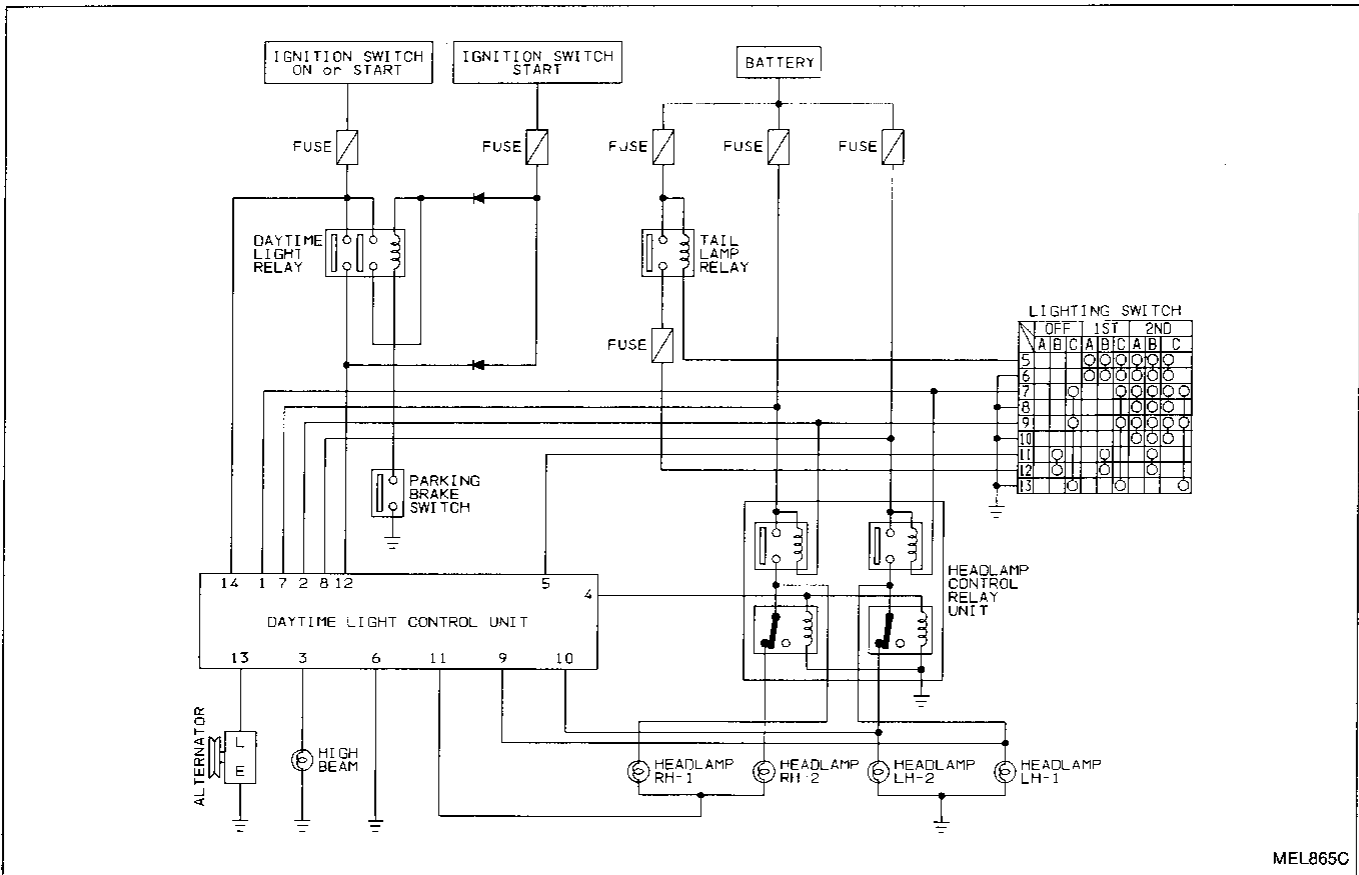 IGNITION SWITCH
ON or START
IGNITION SWITCH
START
BATTERY
FUSE
FUSE
FUSE
FUSE
FUSE
DAYTIME
LIGHT
RELAY
TAIL
LAMP
RELAY
FUSE
LIGHTING SWITCH
OFF 1ST 2ND
A B C A B C A B C
5
6
7
8
9
10
11
12
13
PARKING
BRAKE
SWITCH
HEADLAMP
CONTROL
RELAY
UNIT
14 1 7 2 8 12 5 4
DAYTIME LIGHT CONTROL UNIT
13 3 6 11 9 10
ALTERNATOR
L
E
HIGH
BEAM
HEADLAMP
RH-1
HEADLAMP
RH-2
HEADLAMP
LH-2
HEADLAMP
LH-1
MEL865C